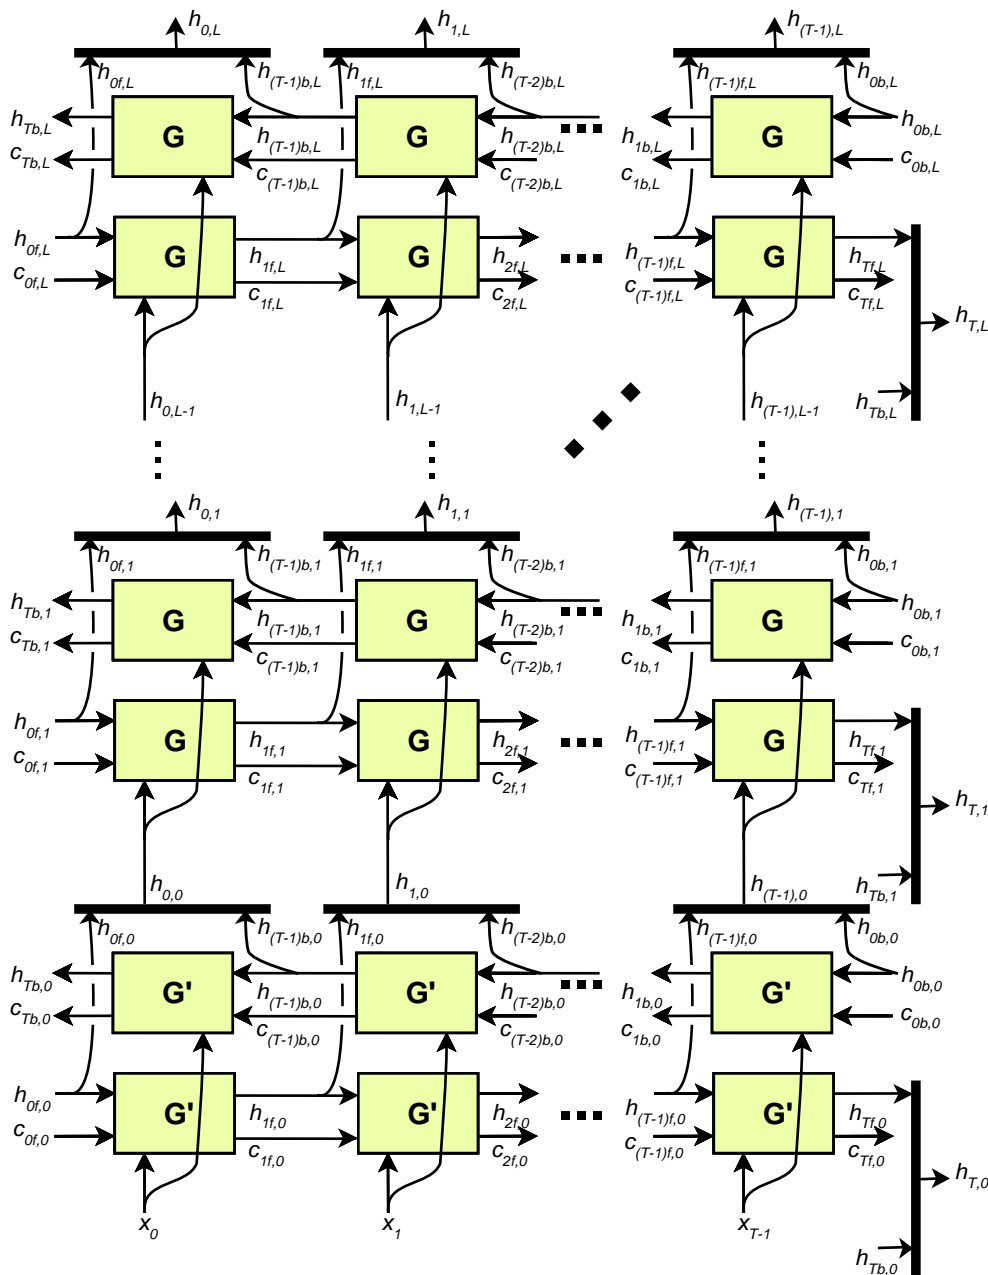 h0,L h1,L h(T-1),L
h0f,L h(T-1)b,L h1f,L h(T-2)b,L h(T-1)f,L h0b,L
hTb,L G h(T-1)b,L G h(T-2)b,L h1b,L G h0b,L
cTb,L c(T-1)b,L c(T-2)b,L c1b,L c0b,L
h0f,L G h1f,L G h2f,L h(T-1)f,L G hTf,L
c0f,L c1f,L c2f,L c(T-1)f,L cTf,L
hT,L
h0,L-1 h1,L-1 h(T-1),L-1 hTb,L
h0,1 h1,1 h(T-1),1
h0f,1 h(T-1)b,1 h1f,1 h(T-2)b,1 h(T-1)f,1 h0b,1
hTb,1 G h(T-1)b,1 G h(T-2)b,1 h1b,1 G h0b,1
cTb,1 c(T-1)b,1 c(T-2)b,1 c1b,1 c0b,1
h0f,1 G h1f,1 G h2f,1 h(T-1)f,1 G hTf,1
c0f,1 c1f,1 c2f,1 c(T-1)f,1 cTf,1
hT,1
h0,0 h1,0 h(T-1),0 hTb,1
h0f,0 h(T-1)b,0 h1f,0 h(T-2)b,0 h(T-1)f,0 h0b,0
hTb,0 G' h(T-1)b,0 G' h(T-2)b,0 h1b,0 G' h0b,0
cTb,0 c(T-1)b,0 c(T-2)b,0 c1b,0 c0b,0
h0f,0 G' h1f,0 G' h2f,0 h(T-1)f,0 G' hTf,0
c0f,0 c1f,0 c2f,0 c(T-1)f,0 cTf,0
hT,0
x0 x1 xT-1
hTb,0